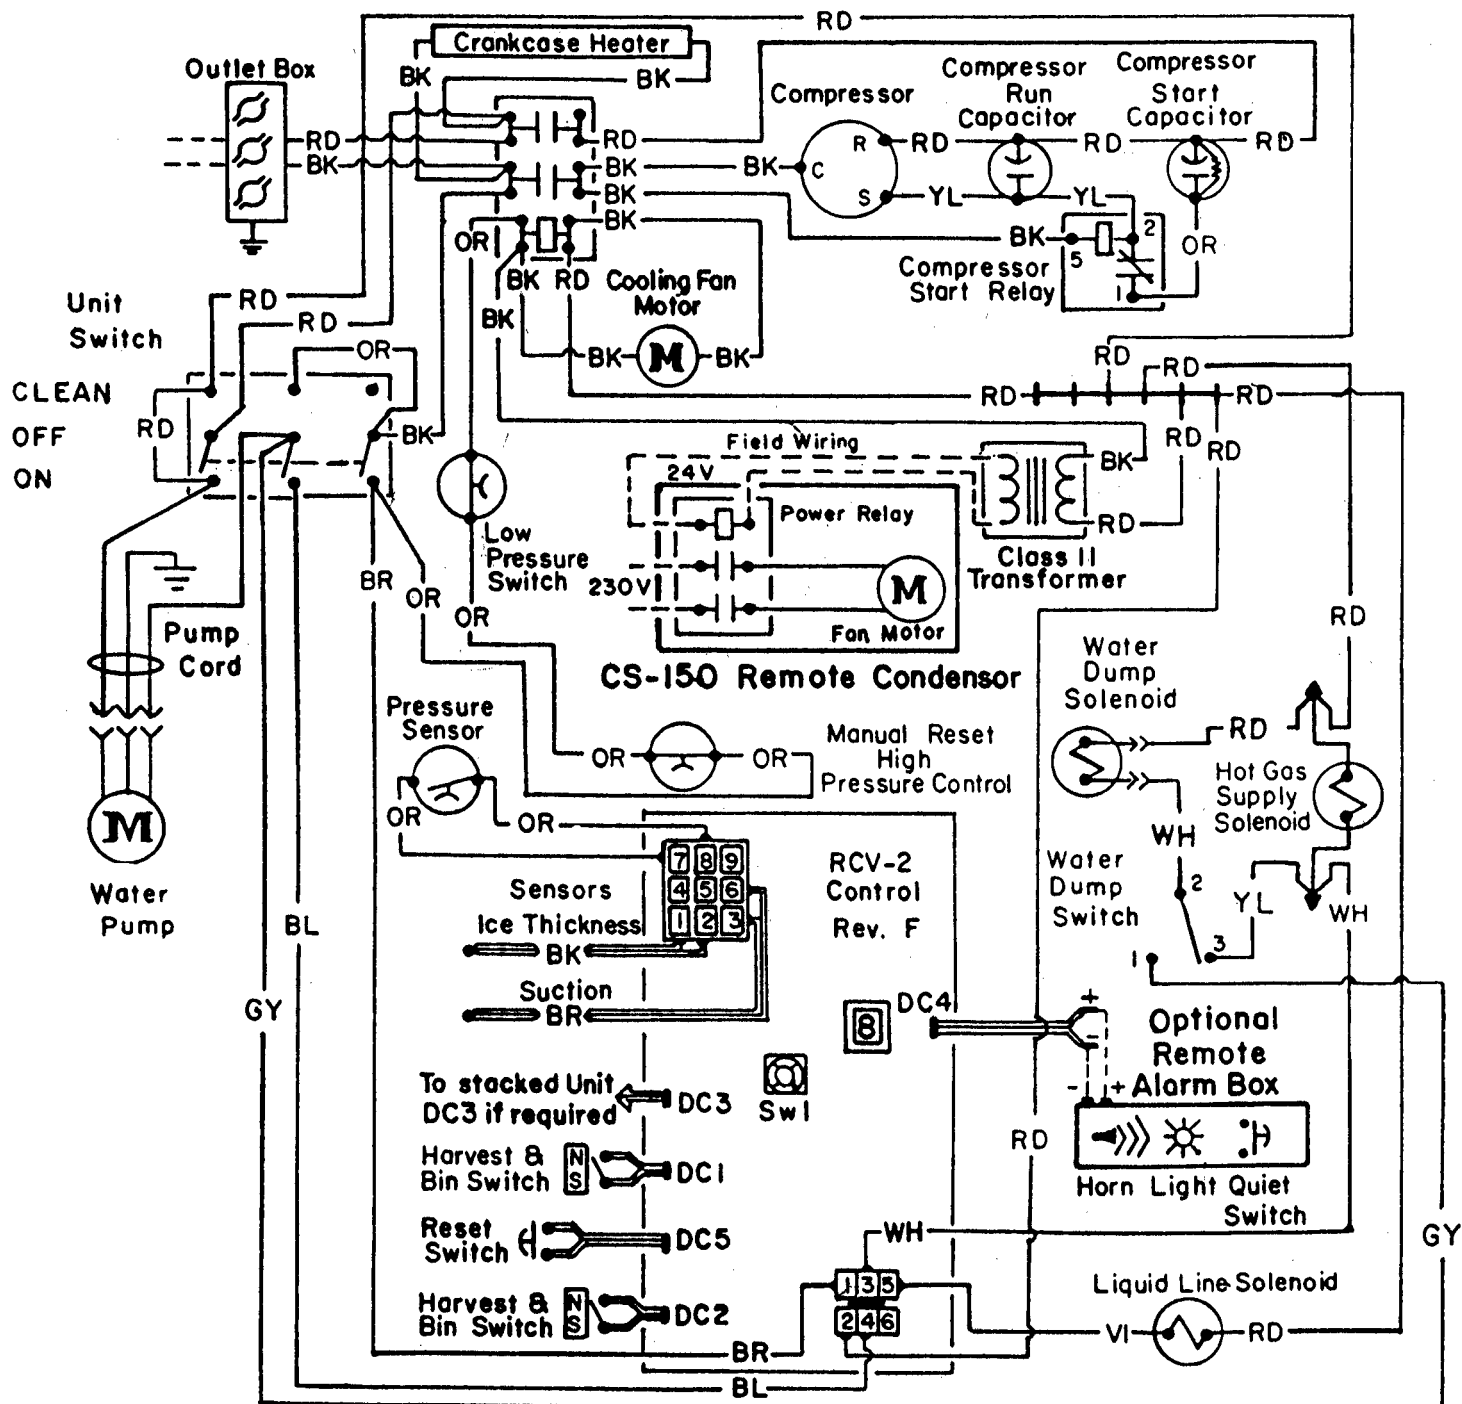 RD
Crankcase Heater
BK
BK
Outlet Box
RD
BK
RD
BK
BK
BK
Compressor
BK
C
R
S
RD
YL
Compressor
Run
Capacitor
RD
YL
Compressor
Start
Capacitor
RD
OR
BK
5
2
1
Compressor
Start Relay
OR
BK
RD
BK
Cooling Fan
Motor
BK
M
BK
Unit
Switch
RD
RD
OR
CLEAN
OFF
ON
RD
BK
RD
RD
RD
RD
RD
RD
Field Wiring
24V
Power Relay
230V
M
Fan Motor
CS-150 Remote Condensor
BK
RD
Class II
Transformer
Low
Pressure
Switch
BR
OR
OR
Pump
Cord
M
Water
Pump
Pressure
Sensor
OR
OR
OR
OR
Manual Reset
High
Pressure Control
Water
Dump
Solenoid
RD
RD
WH
Hot Gas
Supply
Solenoid
Water
Dump
Switch
2
1
3
YL
WH
7 8 9
4 5 6
1 2 3
Sensors
Ice Thickness
BK
Suction
BR
RCV-2
Control
Rev. F
BL
GY
8
DC4
+
-
- +
Optional
Remote
Alarm Box
Sw1
To stacked Unit
DC3 if required
DC3
Harvest &
Bin Switch
N
S
DC1
Reset
Switch
DC5
Harvest &
Bin Switch
N
S
DC2
RD
Horn Light Quiet
Switch
WH
GY
1 3 5
2 4 6
Liquid Line Solenoid
VI
RD
BR
BL